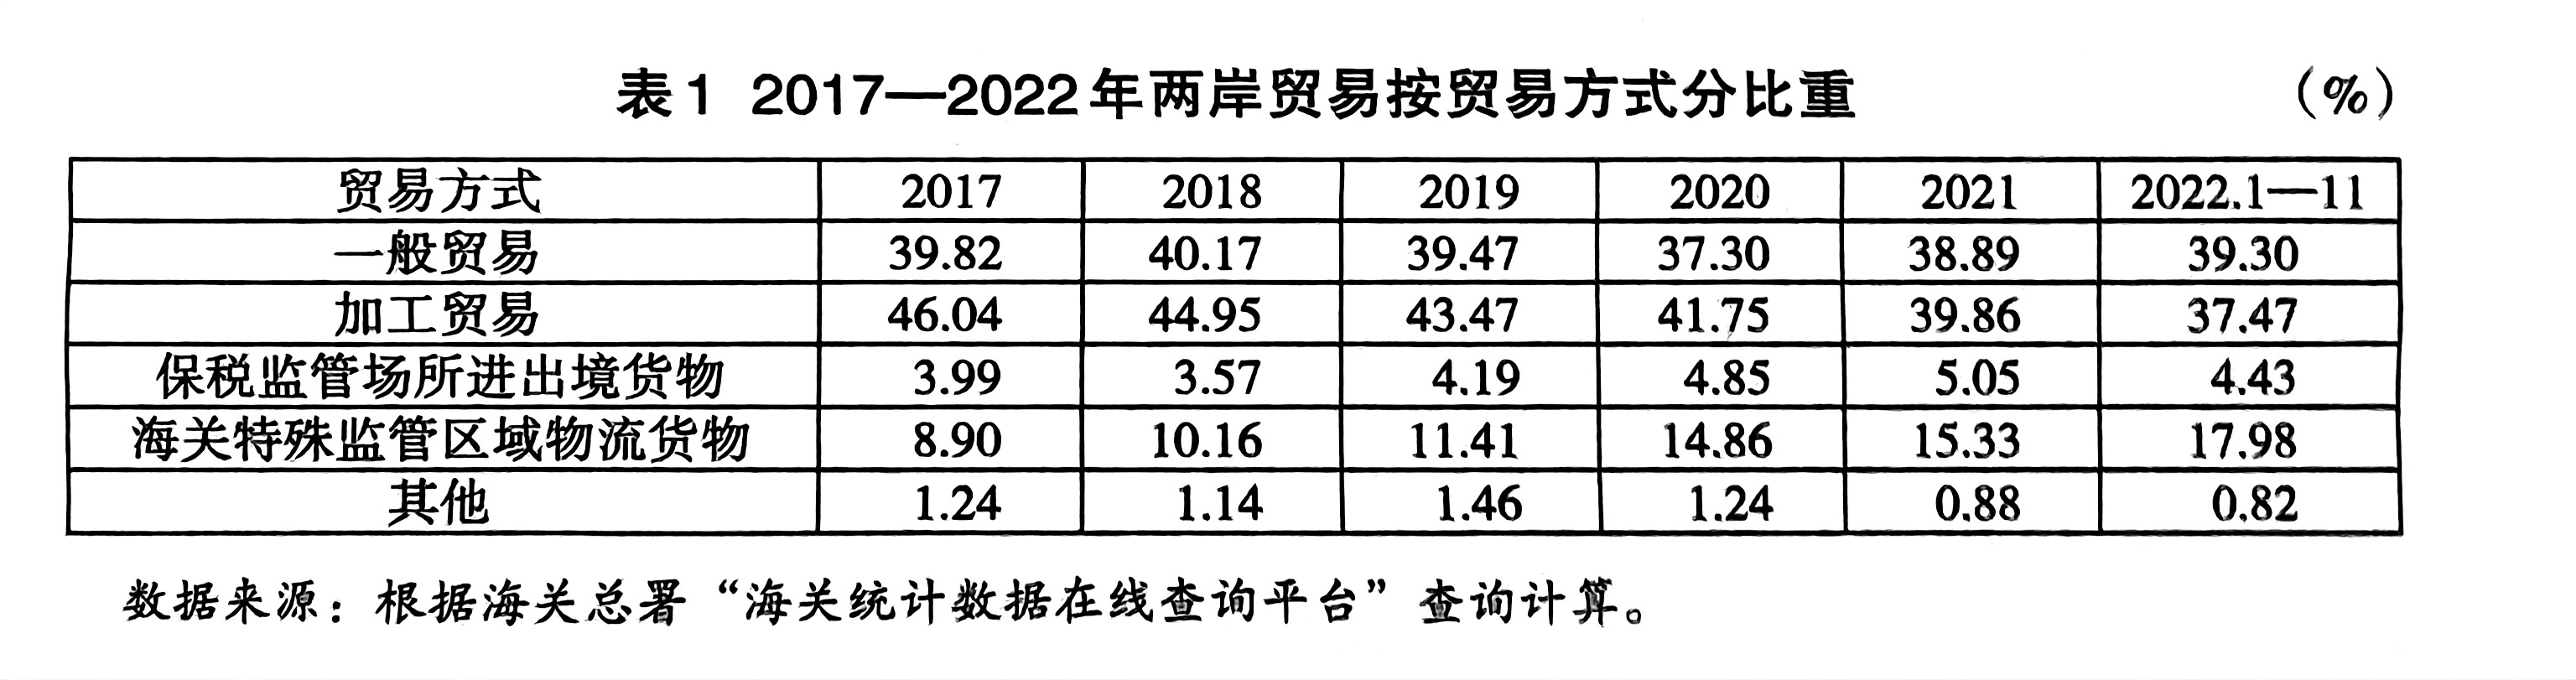 表1 2017—2022年两岸贸易按贸易方式分比重 （%）
贸易方式 2017 2018 2019 2020 2021 2022.1—11
一般贸易 39.82 40.17 39.47 37.30 38.89 39.30
加工贸易 46.04 44.95 43.47 41.75 39.86 37.47
保税监管场所进出境货物 3.99 3.57 4.19 4.85 5.05 4.43
海关特殊监管区域物流货物 8.90 10.16 11.41 14.86 15.33 17.98
其他 1.24 1.14 1.46 1.24 0.88 0.82
数据来源：根据海关总署“海关统计数据在线查询平台”查询计算。